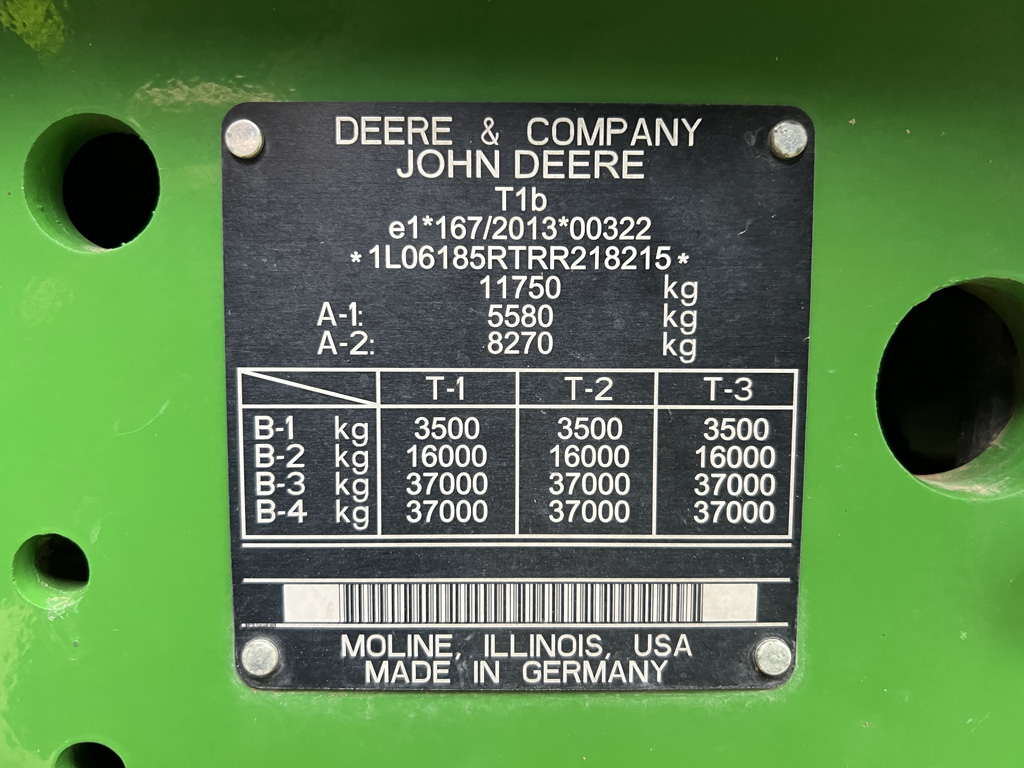 DEERE & COMPANY
JOHN DEERE
T1b
e1*167/2013*00322
*1L06185RTRR218215*
11750 kg
A-1: 5580 kg
A-2: 8270 kg
T-1 T-2 T-3
B-1 kg 3500 3500 3500
B-2 kg 16000 16000 16000
B-3 kg 37000 37000 37000
B-4 kg 37000 37000 37000
MOLINE, ILLINOIS, USA
MADE IN GERMANY